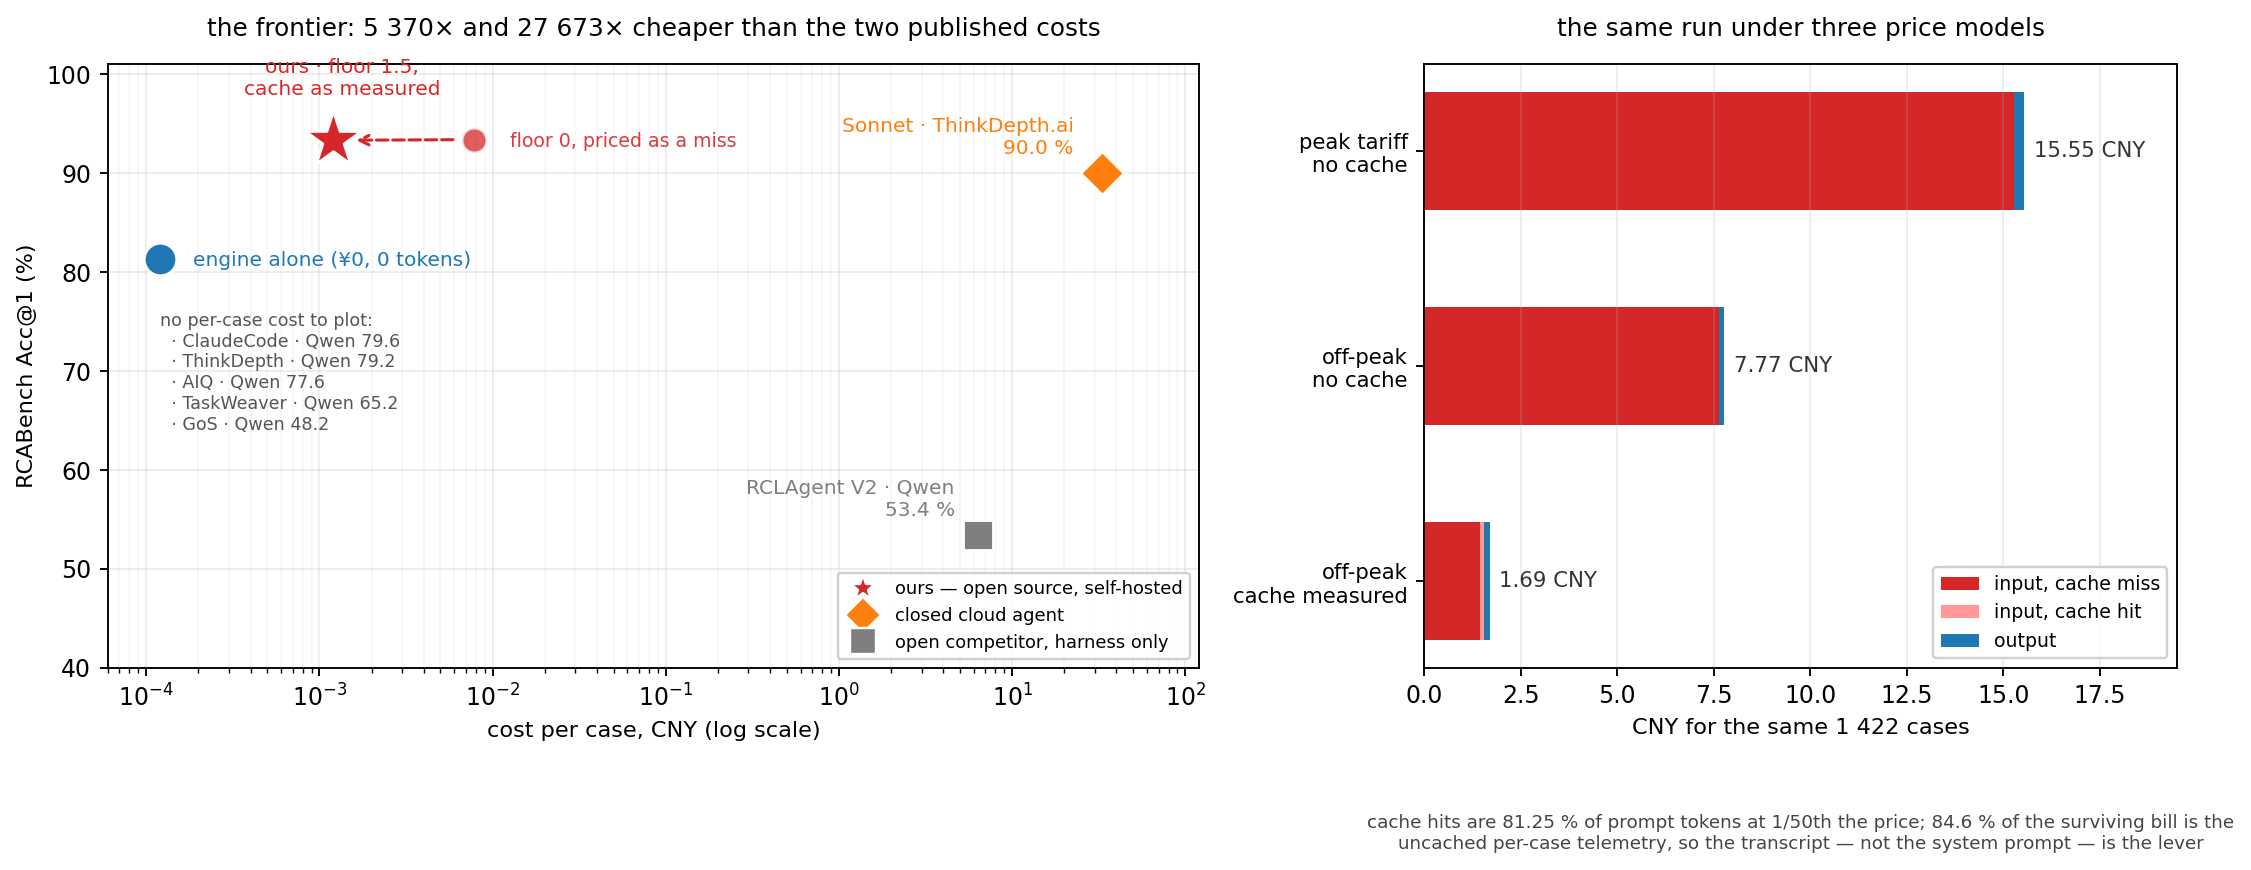 the frontier: 5 370× and 27 673× cheaper than the two published costs
ours · floor 1.5,
cache as measured
floor 0, priced as a miss
Sonnet · ThinkDepth.ai
90.0 %
engine alone (¥0, 0 tokens)
no per-case cost to plot:
· ClaudeCode · Qwen 79.6
· ThinkDepth · Qwen 79.2
· AIQ · Qwen 77.6
· TaskWeaver · Qwen 65.2
· GoS · Qwen 48.2
RCLAgent V2 · Qwen
53.4 %
ours — open source, self-hosted
closed cloud agent
open competitor, harness only
RCABench Acc@1 (%)
100
90
80
70
60
50
40
10⁻⁴
10⁻³
10⁻²
10⁻¹
10⁰
10¹
10²
cost per case, CNY (log scale)
the same run under three price models
peak tariff
no cache
15.55 CNY
off-peak
no cache
7.77 CNY
off-peak
cache measured
1.69 CNY
input, cache miss
input, cache hit
output
0.0
2.5
5.0
7.5
10.0
12.5
15.0
17.5
CNY for the same 1 422 cases
cache hits are 81.25 % of prompt tokens at 1/50th the price; 84.6 % of the surviving bill is the
uncached per-case telemetry, so the transcript — not the system prompt — is the lever